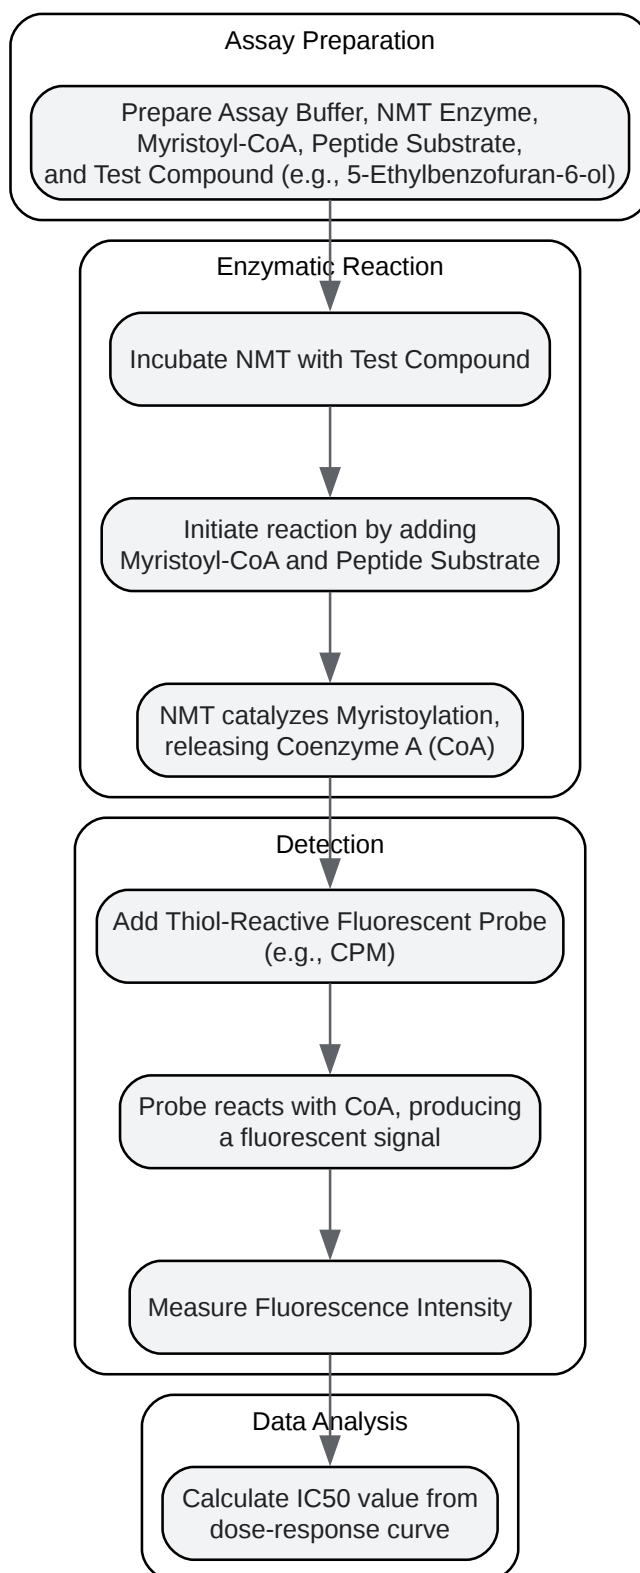 Assay Preparation
Prepare Assay Buffer, NMT Enzyme,
Myristoyl-CoA, Peptide Substrate,
and Test Compound (e.g., 5-Ethylbenzofuran-6-ol)
Enzymatic Reaction
Incubate NMT with Test Compound
Initiate reaction by adding
Myristoyl-CoA and Peptide Substrate
NMT catalyzes Myristoylation,
releasing Coenzyme A (CoA)
Detection
Add Thiol-Reactive Fluorescent Probe
(e.g., CPM)
Probe reacts with CoA, producing
a fluorescent signal
Measure Fluorescence Intensity
Data Analysis
Calculate IC50 value from
dose-response curve